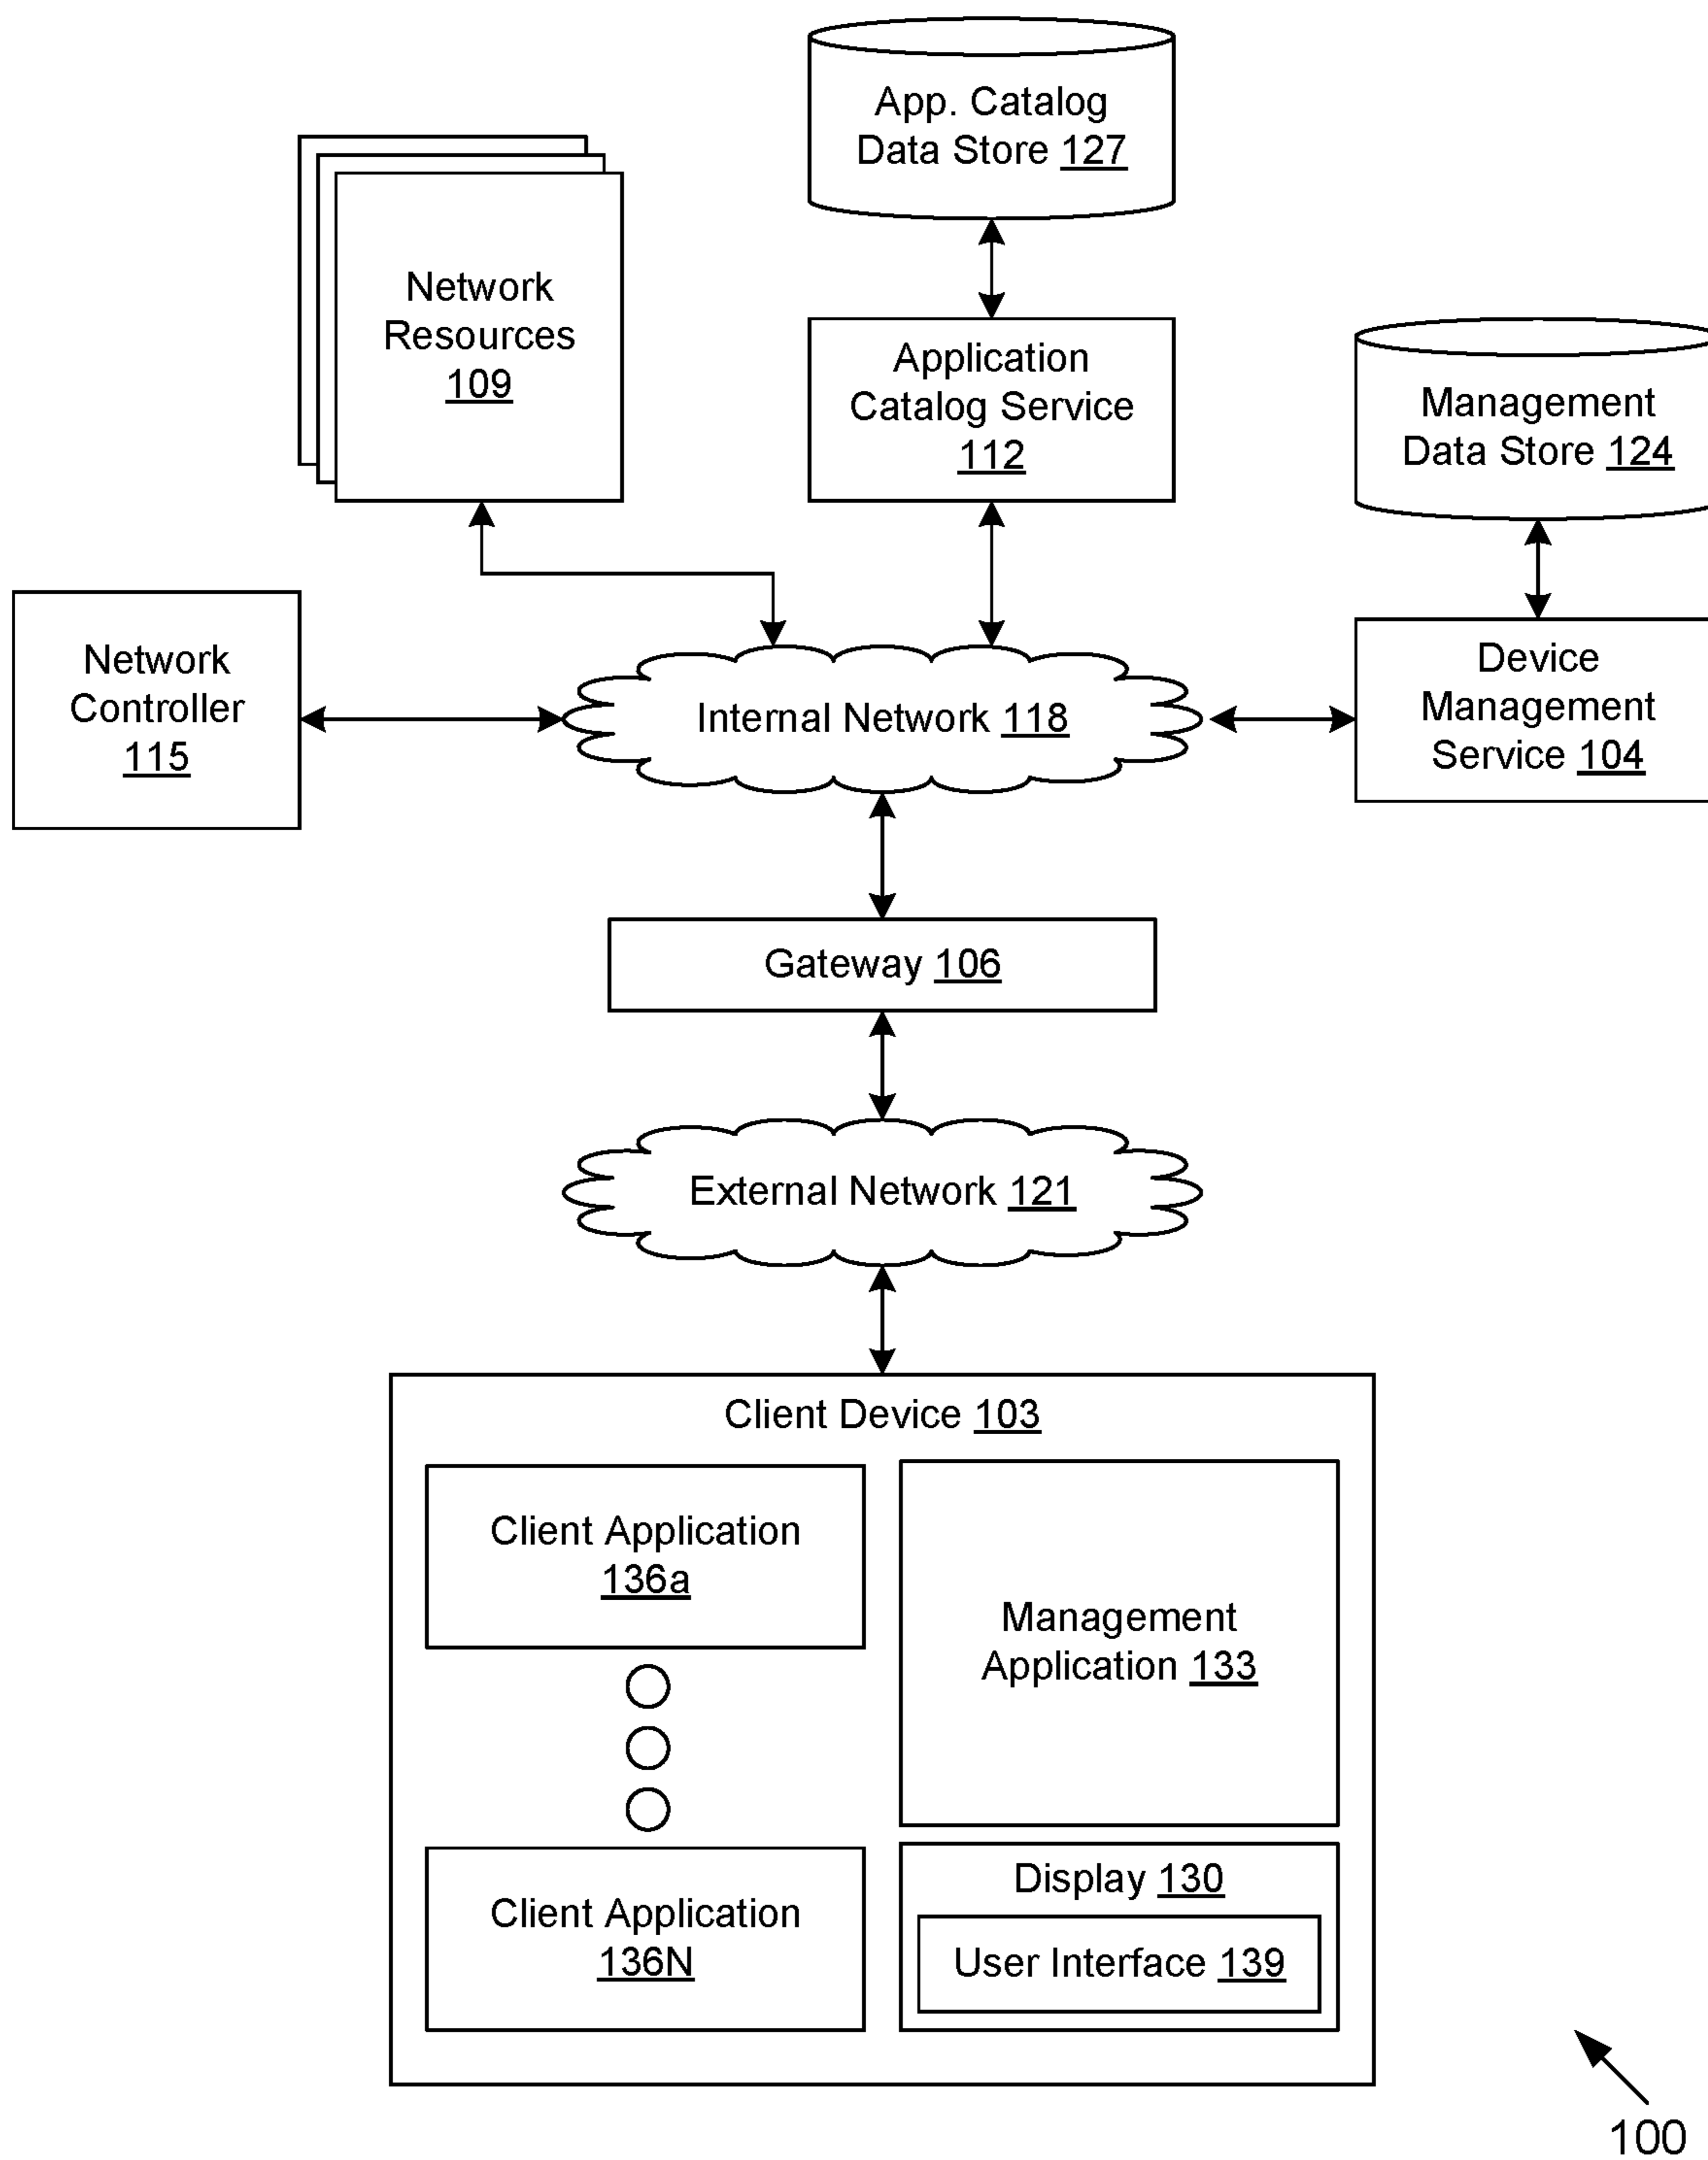 App. Catalog
Data Store 127
Network
Resources
109
Application
Catalog Service
112
Management
Data Store 124
Network
Controller
115
Internal Network 118
Device
Management
Service 104
Gateway 106
External Network 121
Client Device 103
Client Application
136a
Management
Application 133
Client Application
136N
Display 130
User Interface 139
100